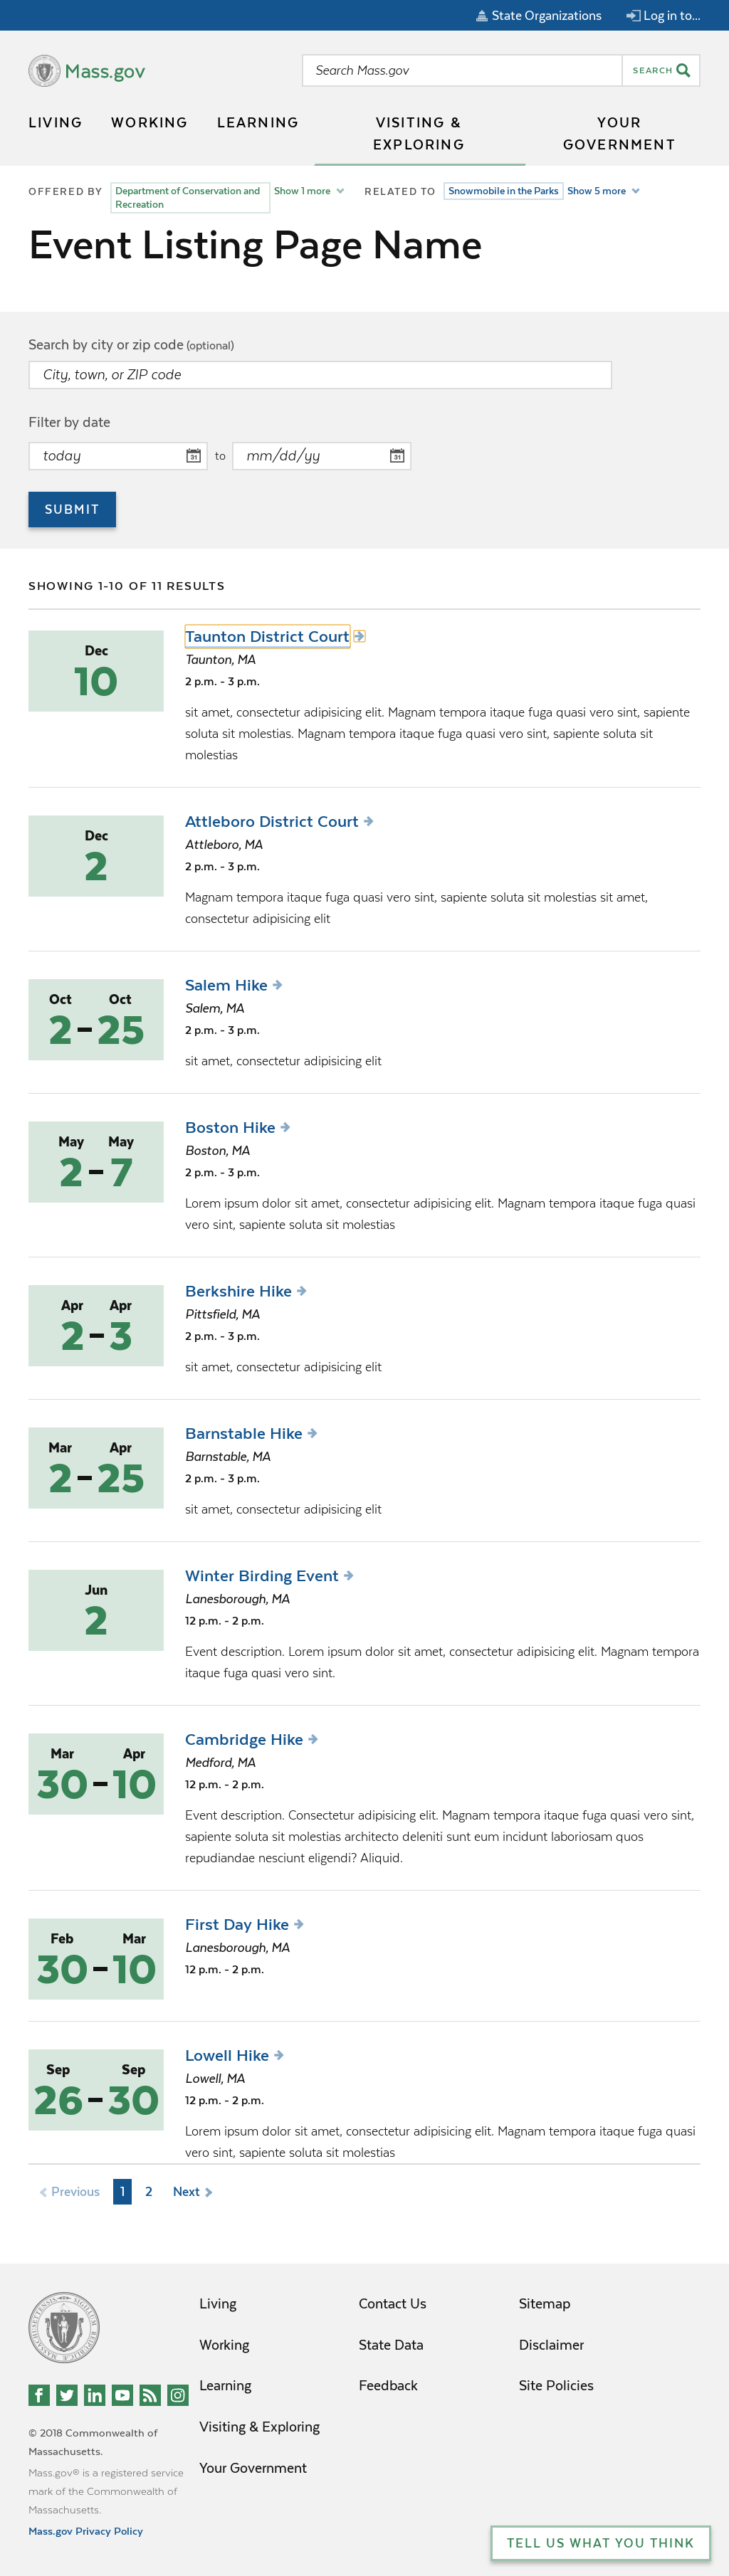 State Organizations
Log in to...
Mass.gov
Search Mass.gov
SEARCH
LIVING
WORKING
LEARNING
VISITING &
EXPLORING
YOUR
GOVERNMENT
OFFERED BY
Department of Conservation and
Recreation
Show 1 more
RELATED TO
Snowmobile in the Parks
Show 5 more
Event Listing Page Name
Search by city or zip code (optional)
City, town, or ZIP code
Filter by date
today
31
to
mm/dd/yy
31
SUBMIT
SHOWING 1-10 OF 11 RESULTS
Dec
10
Taunton District Court
Taunton, MA
2 p.m. - 3 p.m.
sit amet, consectetur adipisicing elit. Magnam tempora itaque fuga quasi vero sint, sapiente
soluta sit molestias. Magnam tempora itaque fuga quasi vero sint, sapiente soluta sit
molestias
Dec
2
Attleboro District Court
Attleboro, MA
2 p.m. - 3 p.m.
Magnam tempora itaque fuga quasi vero sint, sapiente soluta sit molestias sit amet,
consectetur adipisicing elit
Oct Oct
2 - 25
Salem Hike
Salem, MA
2 p.m. - 3 p.m.
sit amet, consectetur adipisicing elit
May May
2 - 7
Boston Hike
Boston, MA
2 p.m. - 3 p.m.
Lorem ipsum dolor sit amet, consectetur adipisicing elit. Magnam tempora itaque fuga quasi
vero sint, sapiente soluta sit molestias
Apr Apr
2 - 3
Berkshire Hike
Pittsfield, MA
2 p.m. - 3 p.m.
sit amet, consectetur adipisicing elit
Mar Apr
2 - 25
Barnstable Hike
Barnstable, MA
2 p.m. - 3 p.m.
sit amet, consectetur adipisicing elit
Jun
2
Winter Birding Event
Lanesborough, MA
12 p.m. - 2 p.m.
Event description. Lorem ipsum dolor sit amet, consectetur adipisicing elit. Magnam tempora
itaque fuga quasi vero sint.
Mar Apr
30 - 10
Cambridge Hike
Medford, MA
12 p.m. - 2 p.m.
Event description. Consectetur adipisicing elit. Magnam tempora itaque fuga quasi vero sint,
sapiente soluta sit molestias architecto deleniti sunt eum incidunt laboriosam quos
repudiandae nesciunt eligendi? Aliquid.
Feb Mar
30 - 10
First Day Hike
Lanesborough, MA
12 p.m. - 2 p.m.
Sep Sep
26 - 30
Lowell Hike
Lowell, MA
12 p.m. - 2 p.m.
Lorem ipsum dolor sit amet, consectetur adipisicing elit. Magnam tempora itaque fuga quasi
vero sint, sapiente soluta sit molestias
Previous 1 2 Next
Living
Working
Learning
Visiting & Exploring
Your Government
Contact Us
State Data
Feedback
Sitemap
Disclaimer
Site Policies
© 2018 Commonwealth of
Massachusetts.
Mass.gov® is a registered service
mark of the Commonwealth of
Massachusetts.
Mass.gov Privacy Policy
TELL US WHAT YOU THINK